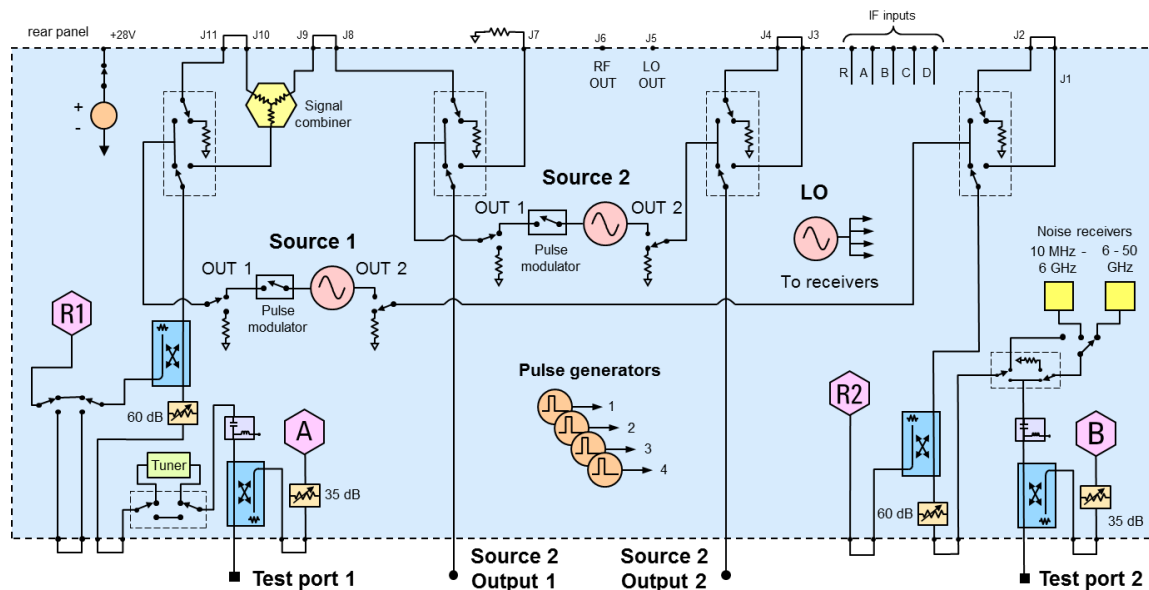 rear panel
+28V
J11
J10
J9
J8
J7
J6
J5
J4
J3
IF inputs
J2
J1
RF
OUT
LO
OUT
R
A
B
C
D
+
-
Signal
combiner
Source 2
OUT 1
OUT 2
Pulse
modulator
LO
To receivers
Noise receivers
10 MHz -
6 GHz
6 - 50
GHz
Source 1
OUT 1
OUT 2
Pulse
modulator
R1
60 dB
A
Tuner
35 dB
Pulse generators
1
2
3
4
R2
60 dB
B
35 dB
Test port 1
Source 2
Output 1
Source 2
Output 2
Test port 2